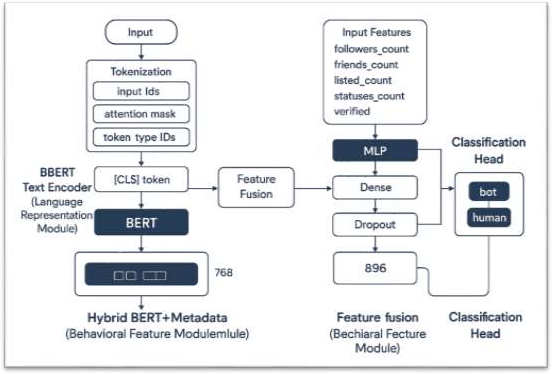 Input
Tokenization
input Ids
attention mask
token type IDs
BBERT
Text Encoder
(Language
Representation
Module)
[CLS] token
BERT
768
Hybrid BERT+Metadata
(Behavioral Feature Modulemlule)
Feature
Fusion
Input Features
followers_count
friends_count
listed_count
statuses_count
verified
MLP
Dense
Dropout
896
Feature fusion
(Bechiaral Fecture
Module)
Classification
Head
bot
human
Classification
Head